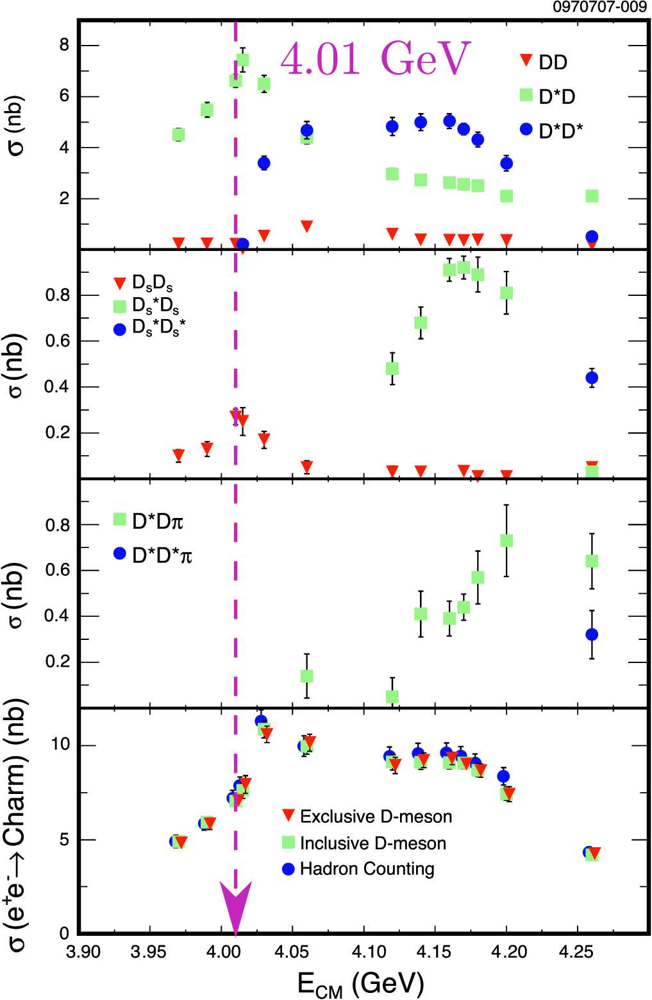 0970707-009
4.01 GeV
DD
D*D
D*D*
σ (nb)
8
6
4
2
DsDs
Ds*Ds
Ds*Ds*
σ (nb)
0.8
0.6
0.4
0.2
D*Dπ
D*D*π
σ (nb)
0.8
0.6
0.4
0.2
σ (e+e-→Charm) (nb)
10
5
0
Exclusive D-meson
Inclusive D-meson
Hadron Counting
3.90 3.95 4.00 4.05 4.10 4.15 4.20 4.25
ECM (GeV)